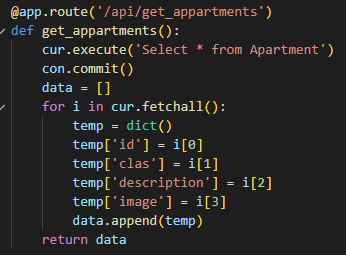 @app.route('/api/get_appartments')
def get_appartments():
    cur.execute('Select * from Apartment')
    con.commit()
    data = []
    for i in cur.fetchall():
        temp = dict()
        temp['id'] = i[0]
        temp['clas'] = i[1]
        temp['description'] = i[2]
        temp['image'] = i[3]
        data.append(temp)
    return data